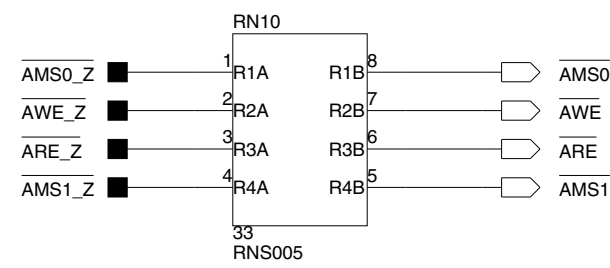 RN10
AMS0_Z 1 R1A R1B 8 AMS0
AWE_Z 2 R2A R2B 7 AWE
ARE_Z 3 R3A R3B 6 ARE
AMS1_Z 4 R4A R4B 5 AMS1
33
RNS005